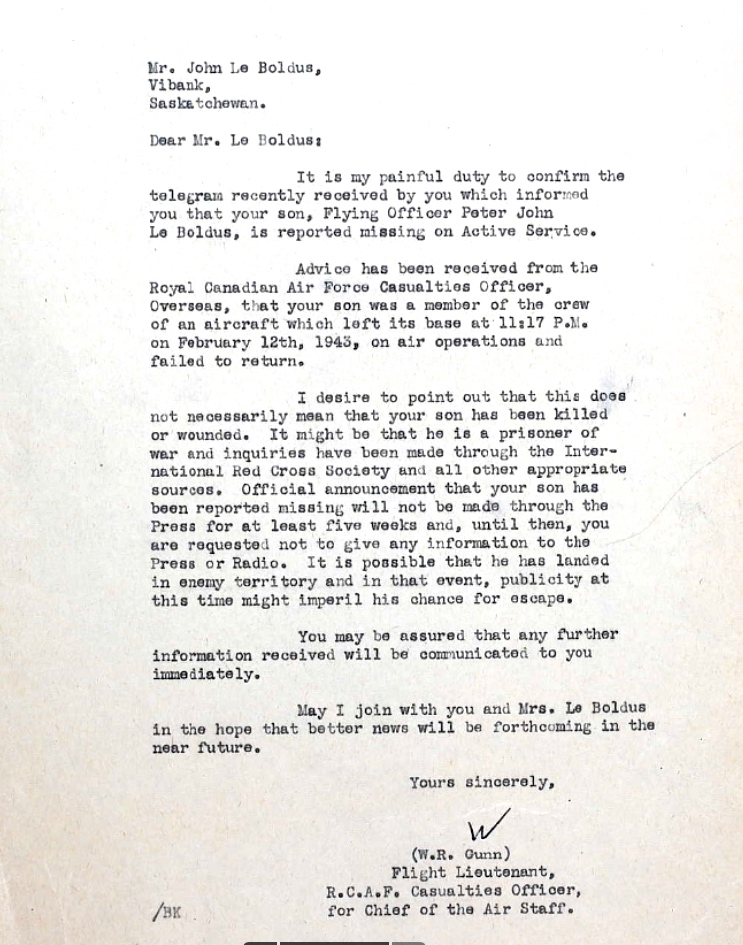 Mr. John Le Boldus,
Vibank,
Saskatchewan.
Dear Mr. Le Boldus:
It is my painful duty to confirm the
telegram recently received by you which informed
you that your son, Flying Officer Peter John
Le Boldus, is reported missing on Active Service.
Advice has been received from the
Royal Canadian Air Force Casualties Officer,
Overseas, that your son was a member of the crew
of an aircraft which left its base at 11:17 P.M.
on February 12th, 1943, on air operations and
failed to return.
I desire to point out that this does
not necessarily mean that your son has been killed
or wounded. It might be that he is a prisoner of
war and inquiries have been made through the Inter-
national Red Cross Society and all other appropriate
sources. Official announcement that your son has
been reported missing will not be made through the
Press for at least five weeks and, until then, you
are requested not to give any information to the
Press or Radio. It is possible that he has landed
in enemy territory and in that event, publicity at
this time might imperil his chance for escape.
You may be assured that any further
information received will be communicated to you
immediately.
May I join with you and Mrs. Le Boldus
in the hope that better news will be forthcoming in the
near future.
Yours sincerely,
W
(W.R. Gunn)
Flight Lieutenant,
R.C.A.F. Casualties Officer,
for Chief of the Air Staff.
/BK